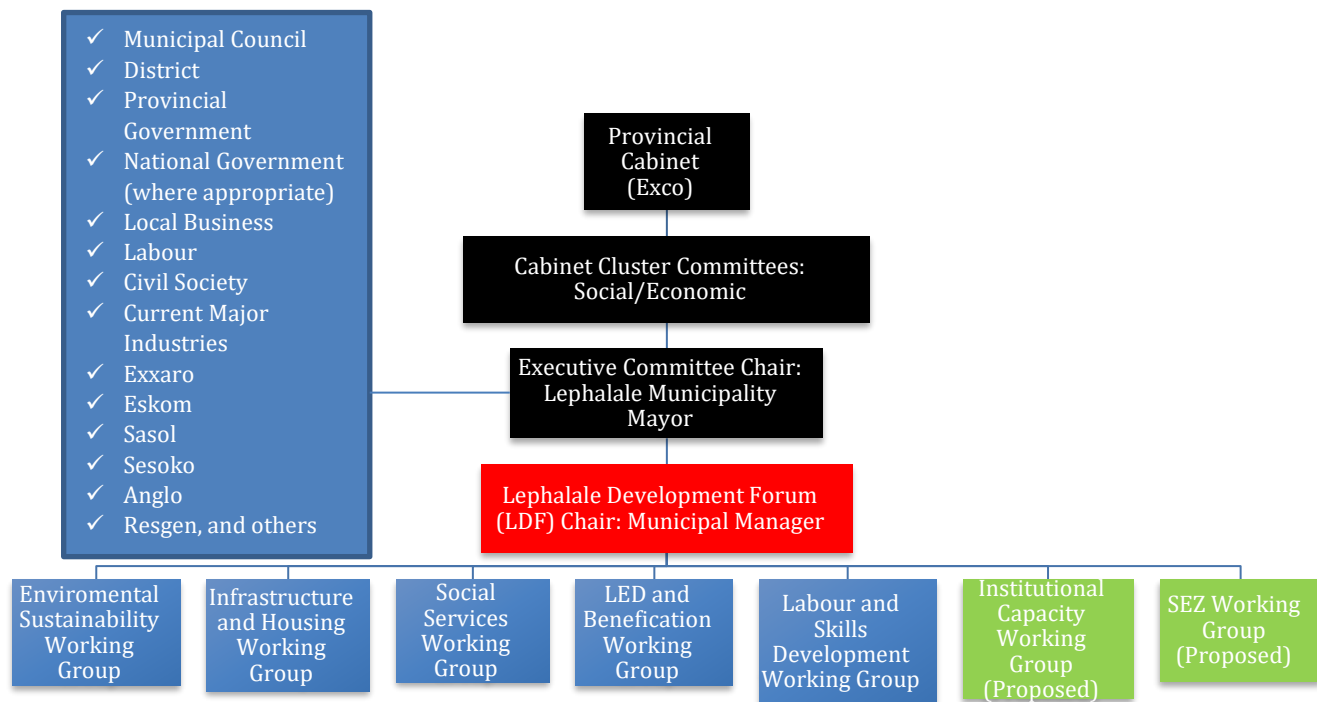 ✓ Municipal Council
✓ District
✓ Provincial
Government
✓ National Government
(where appropriate)
✓ Local Business
✓ Labour
✓ Civil Society
✓ Current Major
Industries
✓ Exxaro
✓ Eskom
✓ Sasol
✓ Sesoko
✓ Anglo
✓ Resgen, and others
Provincial
Cabinet
(Exco)
Cabinet Cluster Committees:
Social/Economic
Executive Committee Chair:
Lephalale Municipality
Mayor
Lephalale Development Forum
(LDF) Chair: Municipal Manager
Enviromental
Sustainability
Working
Group
Infrastructure
and Housing
Working
Group
Social
Services
Working
Group
LED and
Benefication
Working
Group
Labour and
Skills
Development
Working Group
Institutional
Capacity
Working
Group
(Proposed)
SEZ Working
Group
(Proposed)